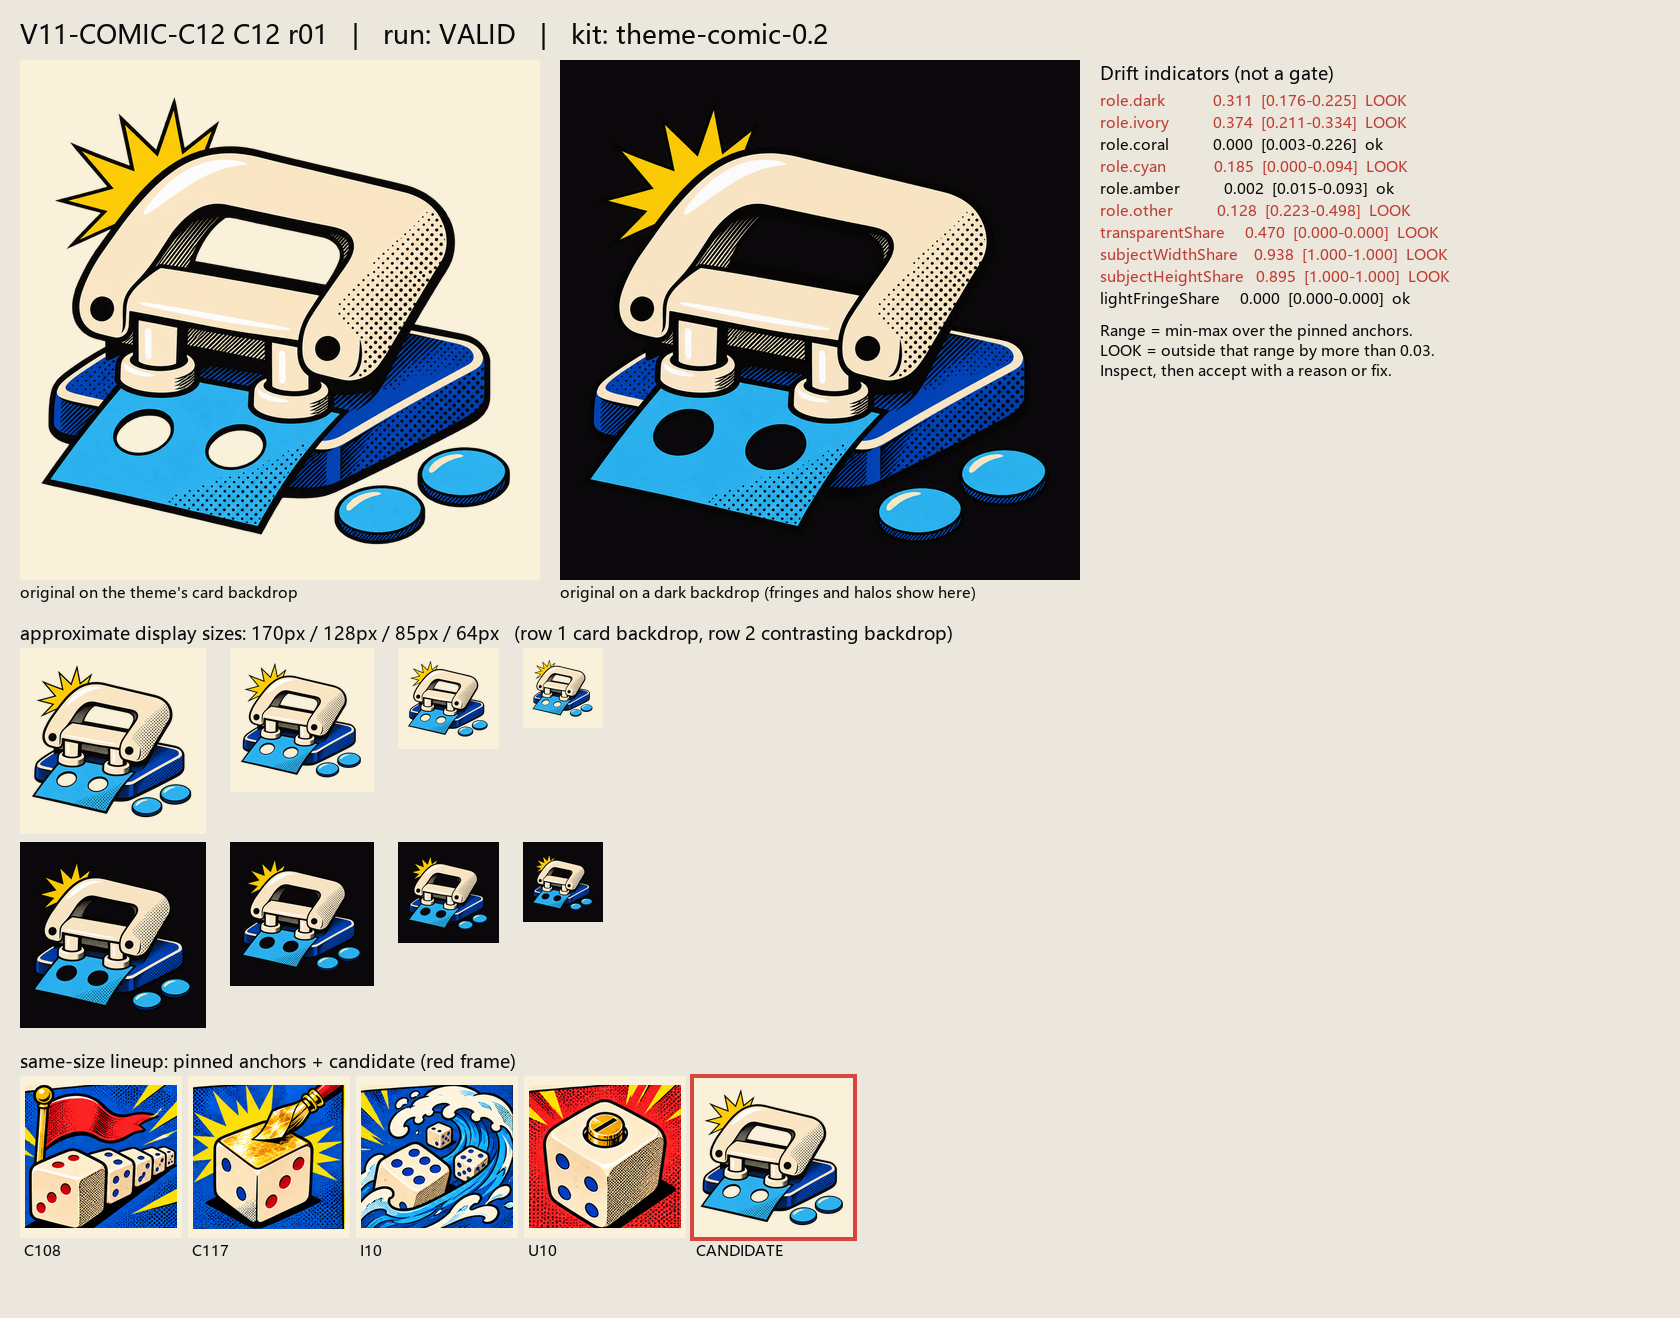 V11-COMIC-C12 C12 r01 | run: VALID | kit: theme-comic-0.2
Drift indicators (not a gate)
role.dark 0.311 [0.176-0.225] LOOK
role.ivory 0.374 [0.211-0.334] LOOK
role.coral 0.000 [0.003-0.226] ok
role.cyan 0.185 [0.000-0.094] LOOK
role.amber 0.002 [0.015-0.093] ok
role.other 0.128 [0.223-0.498] LOOK
transparentShare 0.470 [0.000-0.000] LOOK
subjectWidthShare 0.938 [1.000-1.000] LOOK
subjectHeightShare 0.895 [1.000-1.000] LOOK
lightFringeShare 0.000 [0.000-0.000] ok
Range = min-max over the pinned anchors.
LOOK = outside that range by more than 0.03.
Inspect, then accept with a reason or fix.
original on the theme's card backdrop
original on a dark backdrop (fringes and halos show here)
approximate display sizes: 170px / 128px / 85px / 64px (row 1 card backdrop, row 2 contrasting backdrop)
same-size lineup: pinned anchors + candidate (red frame)
C108
C117
I10
U10
CANDIDATE